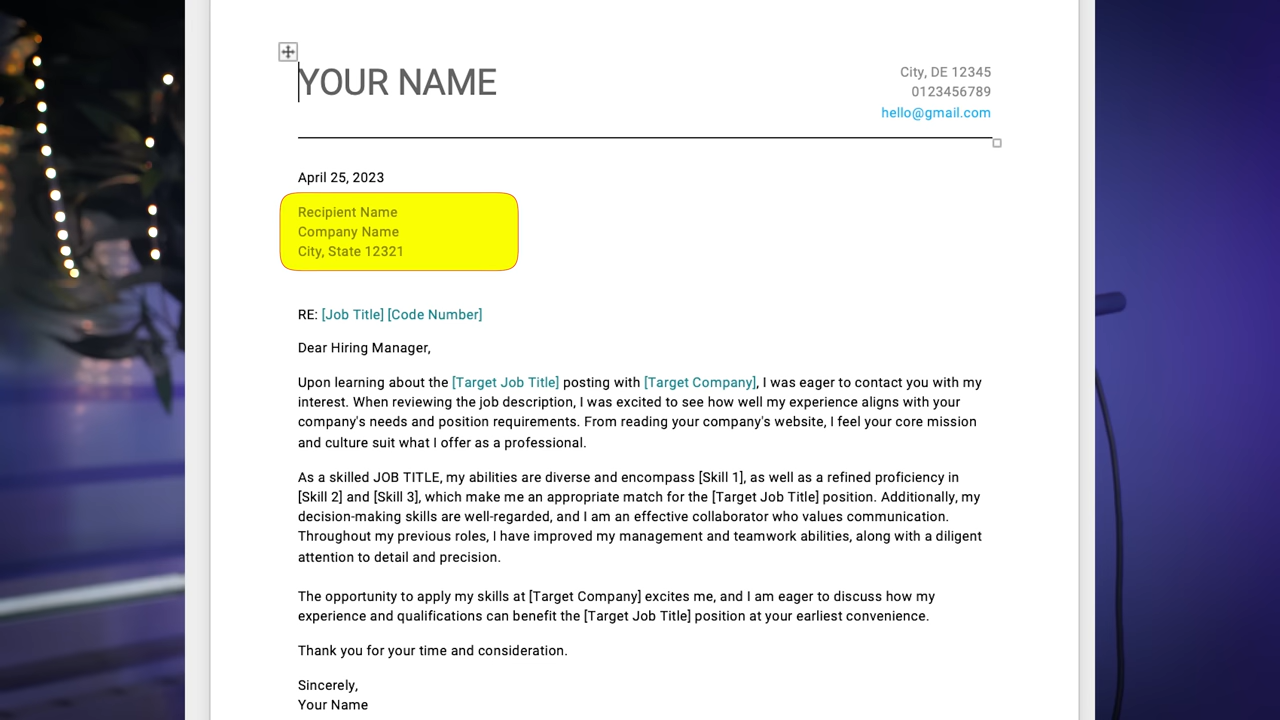 YOUR NAME
City, DE 12345
0123456789
hello@gmail.com
April 25, 2023
Recipient Name
Company Name
City, State 12321
RE: [Job Title] [Code Number]
Dear Hiring Manager,
Upon learning about the [Target Job Title] posting with [Target Company], I was eager to contact you with my
interest. When reviewing the job description, I was excited to see how well my experience aligns with your
company's needs and position requirements. From reading your company's website, I feel your core mission
and culture suit what I offer as a professional.
As a skilled JOB TITLE, my abilities are diverse and encompass [Skill 1], as well as a refined proficiency in
[Skill 2] and [Skill 3], which make me an appropriate match for the [Target Job Title] position. Additionally, my
decision-making skills are well-regarded, and I am an effective collaborator who values communication.
Throughout my previous roles, I have improved my management and teamwork abilities, along with a diligent
attention to detail and precision.
The opportunity to apply my skills at [Target Company] excites me, and I am eager to discuss how my
experience and qualifications can benefit the [Target Job Title] position at your earliest convenience.
Thank you for your time and consideration.
Sincerely,
Your Name